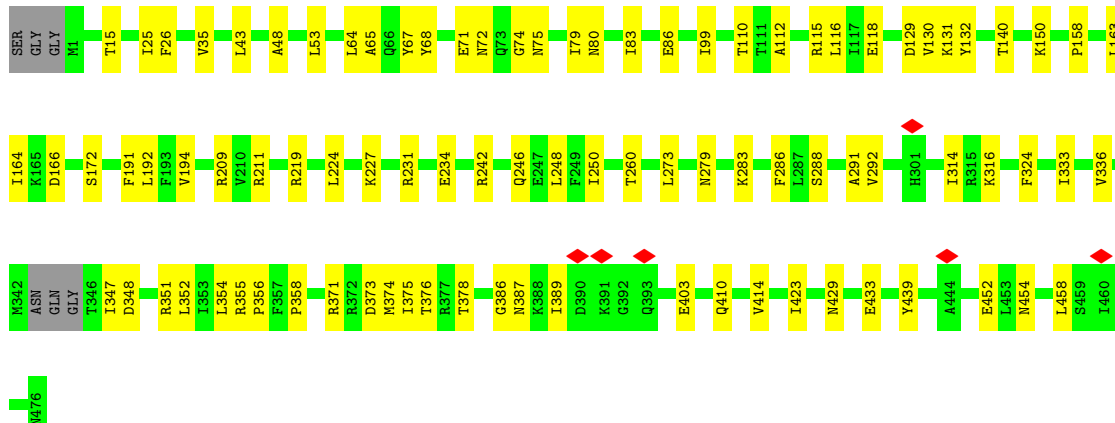 SER GLY GLY M1 T15 I25 F26 V35 L43 A48 L53 L64 A65 Q66 Y67 Y68 E71 N72 Q73 G74 N75 I79 N80 I83 E86 I99 T110 T111 A112 R115 L116 I117 E118 D129 V130 K131 Y132 T140 K150 P158 L163
I164 K165 D166 S172 F191 L192 F193 V194 R209 V210 R211 R219 L224 K227 R231 E234 R242 Q246 E247 L248 F249 I250 T260 L273 N279 K283 F286 L287 S288 A291 V292 H301 I314 R315 K316 F324 I333 V336
M342 ASN GLN GLY T346 I347 D348 R351 L352 I353 L354 R355 P356 F357 P358 R371 R372 D373 M374 I375 T376 R377 T378 G386 N387 K388 I389 D390 K391 G392 Q393 E403 Q410 V414 I423 N429 E433 Y439 A444 E452 L453 N454 L458 S459 I460
N476